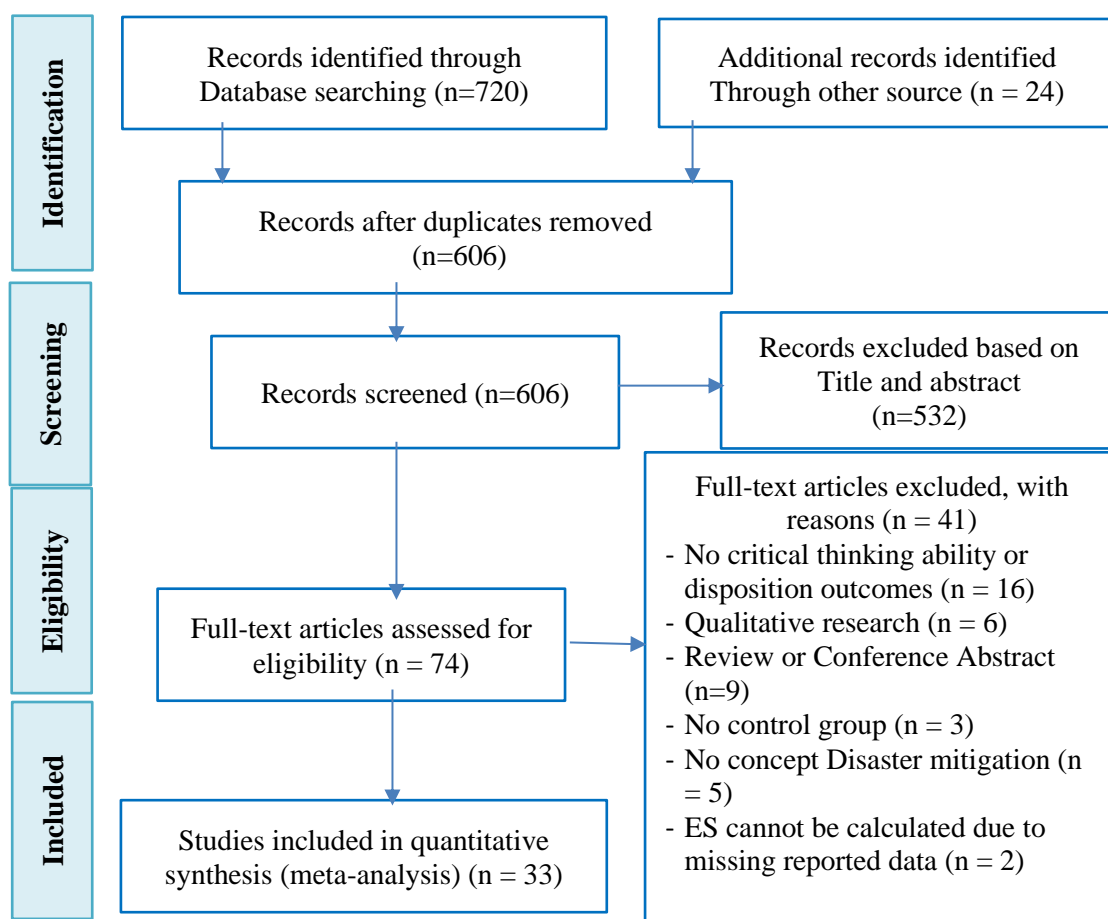 Identification
Records identified through
Database searching (n=720)
Additional records identified
Through other source (n = 24)
Records after duplicates removed
(n=606)
Screening
Records screened (n=606)
Records excluded based on
Title and abstract
(n=532)
Eligibility
Full-text articles assessed for
eligibility (n = 74)
Full-text articles excluded, with
reasons (n = 41)
- No critical thinking ability or
disposition outcomes (n = 16)
- Qualitative research (n = 6)
- Review or Conference Abstract
(n=9)
- No control group (n = 3)
- No concept Disaster mitigation (n
= 5)
- ES cannot be calculated due to
missing reported data (n = 2)
Included
Studies included in quantitative
synthesis (meta-analysis) (n = 33)